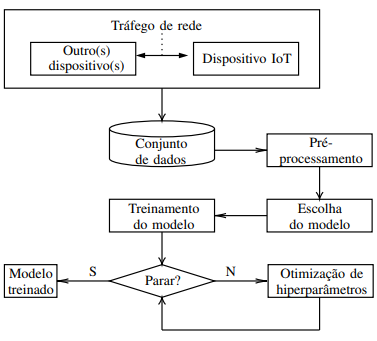 Tráfego de rede
Outro(s)
dispositivo(s)
Dispositivo IoT
Conjunto
de dados
Pré-
processamento
Treinamento
do modelo
Escolha
do modelo
Modelo
treinado
S
Parar?
N
Otimização de
hiperparâmetros